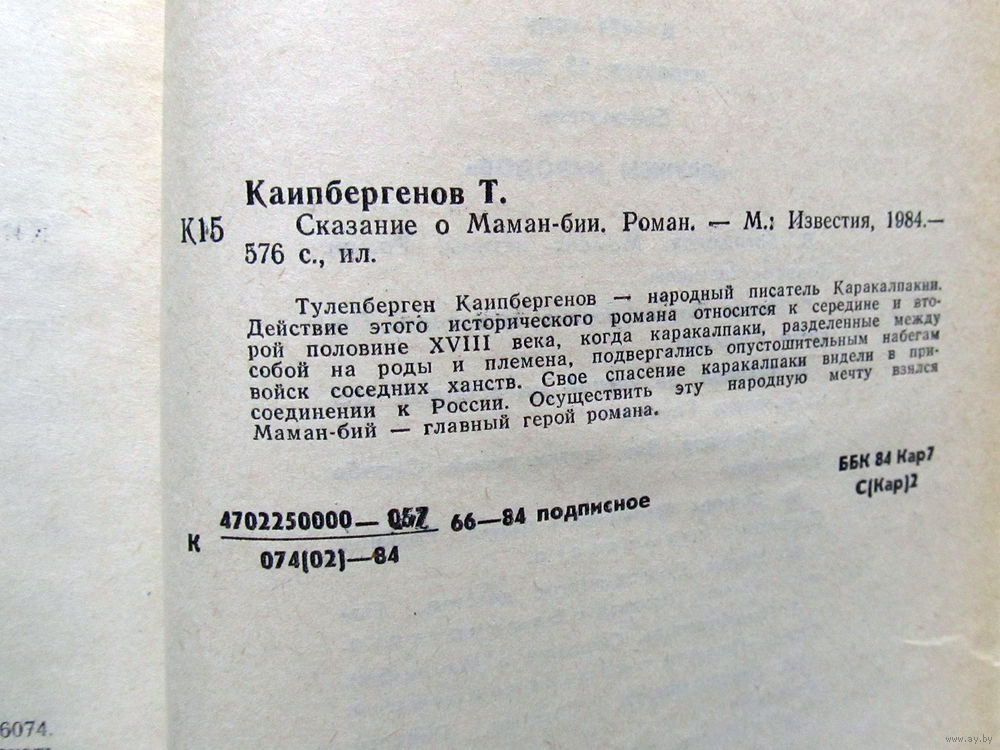 Каипбергенов Т.
К15 Сказание о Маман-бии. Роман. — М.: Известия, 1984.—
576 с., ил.
Тулепберген Каипбергенов — народный писатель Каракалпакии.
Действие этого исторического романа относится к середине и вто-
рой половине XVIII века, когда каракалпаки, разделенные между
собой на роды и племена, подвергались опустошительным набегам
войск соседних ханств. Свое спасение каракалпаки видели в при-
соединении к России. Осуществить эту народную мечту взялся
Маман-бий — главный герой романа.
ББК 84 Кар7
С(Кар)2
К 4702250000— 66—84 подписное
074(02)—84
6074.
www.ay.by